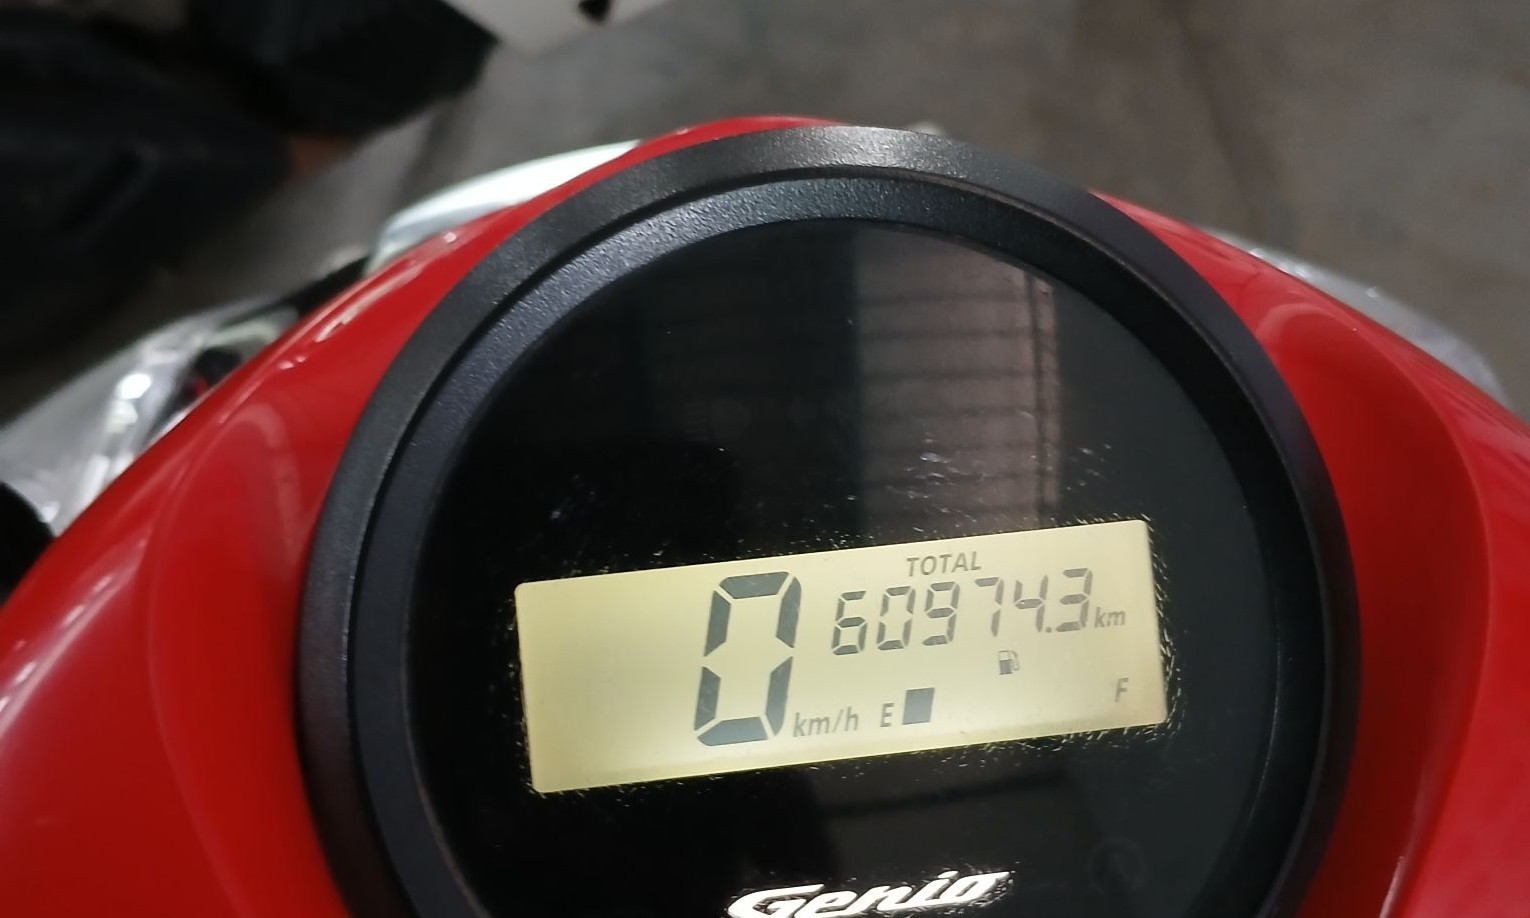 TOTAL
0 km/h 60974.3 km
E F
Genio